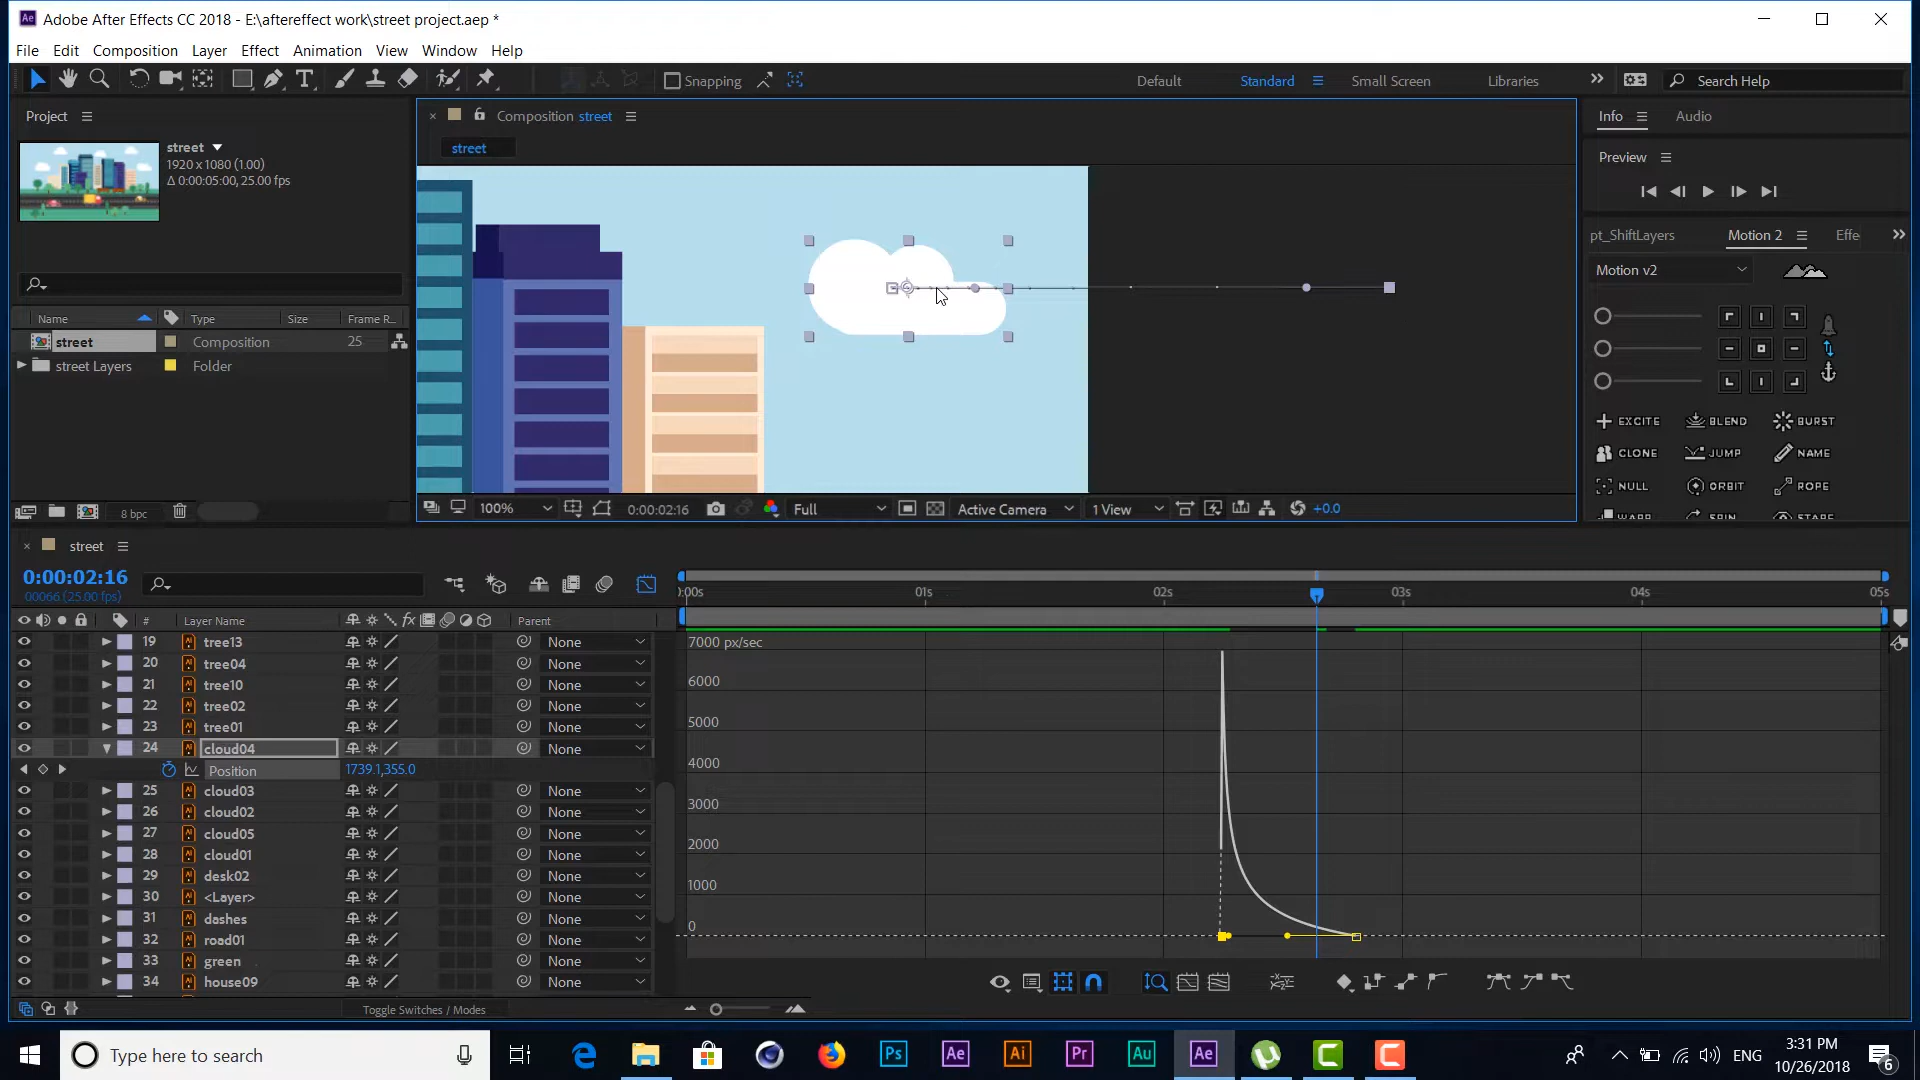 Adobe After Effects CC 2018 - E:\aftereffect work\street project.aep *
File Edit Composition Layer Effect Animation View Window Help
Snapping Default Standard Small Screen Libraries Search Help
Project
street
1920 x 1080 (1.00)
Δ 0:00:05:00, 25.00 fps
Name Type Size Frame R...
street Composition 25
street Layers Folder
8 bpc
Composition street
street
100% 0:00:02:16 Full Active Camera 1 View +0.0
Info Audio
Preview
pt_ShiftLayers Motion 2 Effe
Motion v2
EXCITE BLEND BURST
CLONE JUMP NAME
NULL ORBIT ROPE
WARP SPIN STARE
street
0:00:02:16
00066 (25.00 fps)
:00s 01s 02s 03s 04s 05s
# Layer Name Parent
19 tree13 None
20 tree04 None
21 tree10 None
22 tree02 None
23 tree01 None
24 cloud04 None
Position 1739.1,355.0
25 cloud03 None
26 cloud02 None
27 cloud05 None
28 cloud01 None
29 desk02 None
30 <Layer> None
31 dashes None
32 road01 None
33 green None
34 house09 None
7000 px/sec
6000
5000
4000
3000
2000
1000
0
Toggle Switches / Modes
Type here to search
Ps Ae Ai Pr Au Ae
ENG
3:31 PM
10/26/2018
6